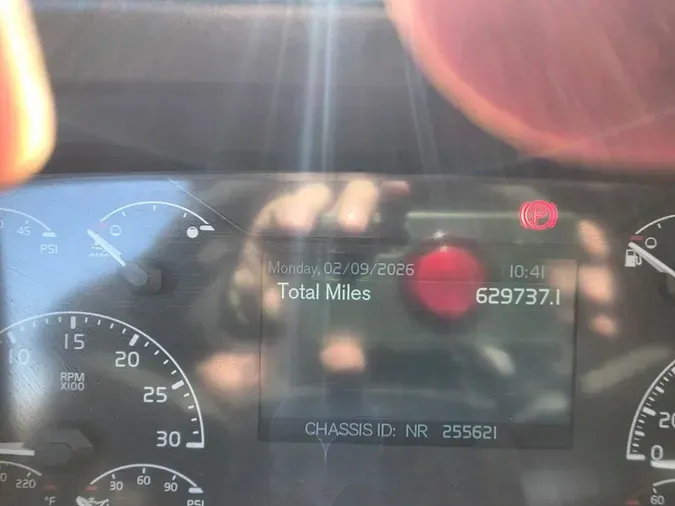 45
PSI
P
Monday, 02/09/2026 10:41
Total Miles 629737.1
10 15 20 25 30
RPM
X100
20
0
CHASSIS ID: NR 255621
220
°F
30 60 90
PSI
60